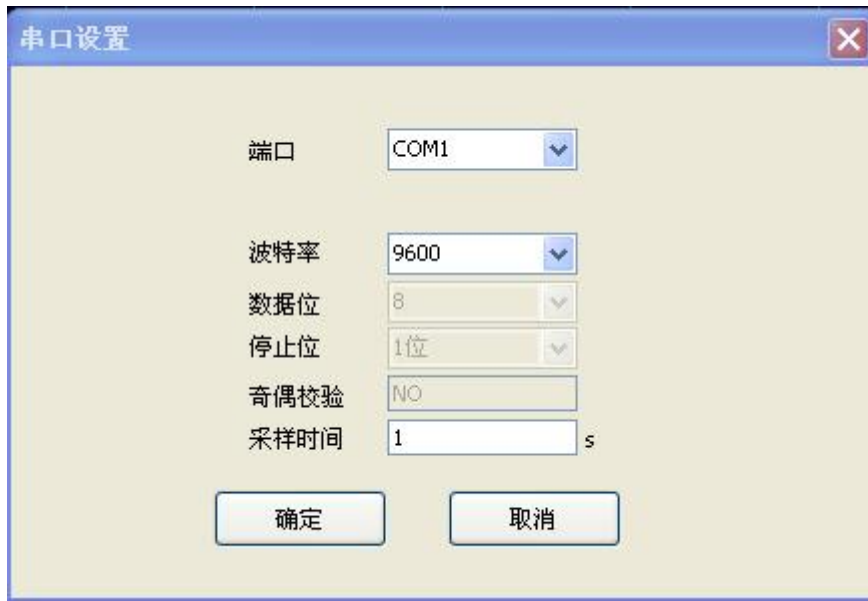 串口设置
端口 COM1
波特率 9600
数据位 8
停止位 1位
奇偶校验 NO
采样时间 1 s
确定 取消